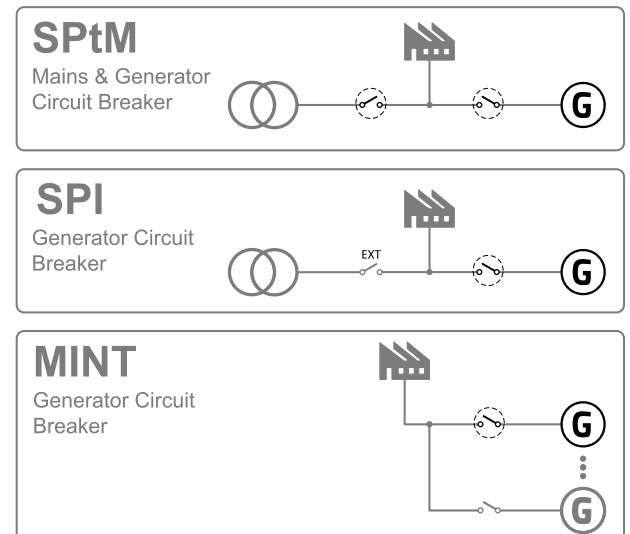 SPtM
Mains & Generator
Circuit Breaker
G
SPI
Generator Circuit
Breaker
EXT
G
MINT
Generator Circuit
Breaker
G
G